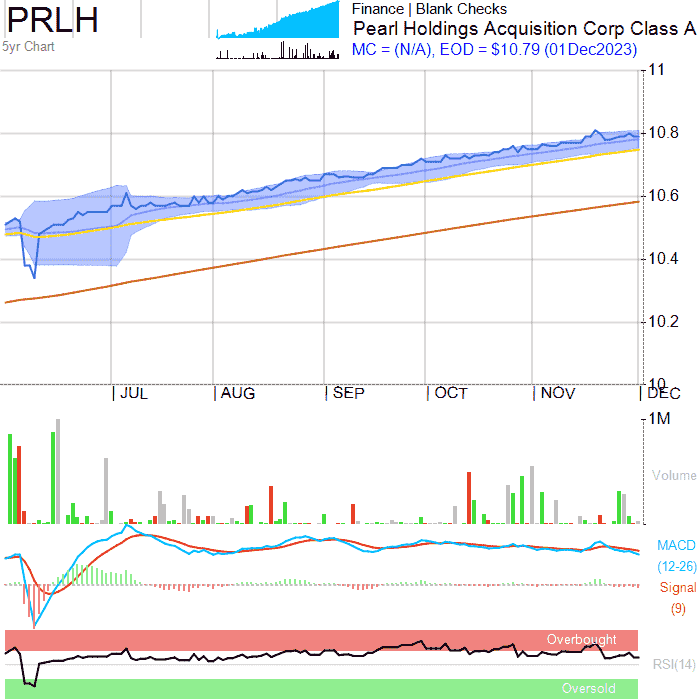 PRLH
5yr Chart
Finance | Blank Checks
Pearl Holdings Acquisition Corp Class A
MC = (N/A), EOD = $10.79 (01Dec2023)
11
10.8
10.6
10.4
10.2
10
JUL
AUG
SEP
OCT
NOV
DEC
1M
Volume
MACD
(12-26)
Signal
(9)
Overbought
RSI(14)
Oversold